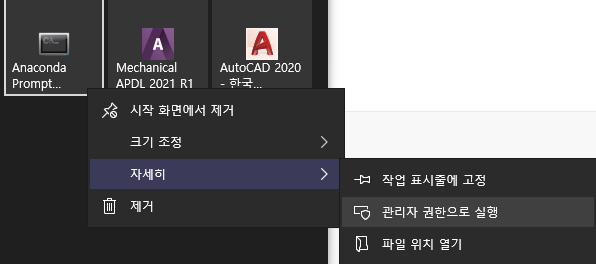 Anaconda
Prompt...
Mechanical
APDL 2021 R1
AutoCAD 2020
- 한국...
시작 화면에서 제거
크기 조정
자세히
제거
작업 표시줄에 고정
관리자 권한으로 실행
파일 위치 열기